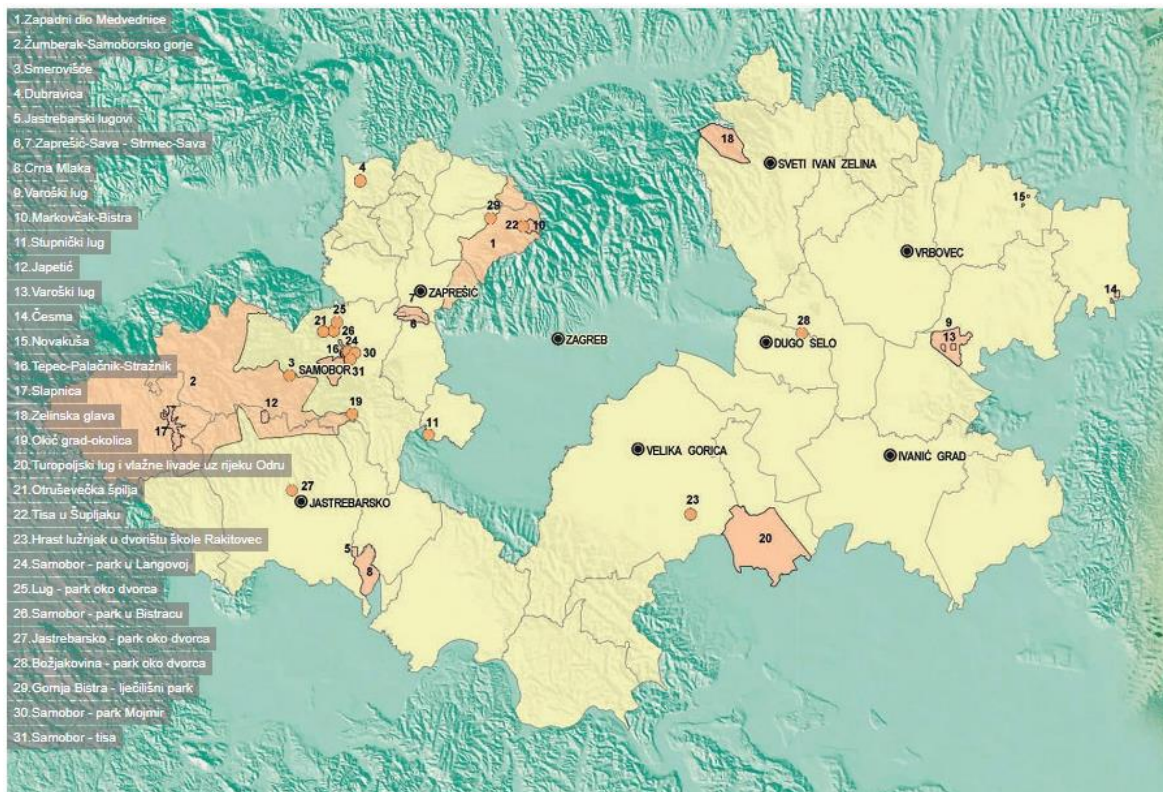 1.Zapadni dio Medvednice
2.Žumberak-Samoborsko gorje
3.Smerovišće
4.Dubravica
5.Jastrebarski lugovi
6,7.Zaprešić-Sava - Strmec-Sava
8.Crna Mlaka
9.Varoški lug
10.Markovčak-Bistra
11.Stupnički lug
12.Japetić
13.Varoški lug
14.Česma
15.Novakuša
16.Tepec-Palačnik-Stražnik
17.Slapnica
18.Zelinska glava
19.Okić grad-okolica
20.Turopoljski lug i vlažne livade uz rijeku Odru
21.Otruševečka špilja
22.Tisa u Šupljaku
23.Hrast lužnjak u dvorištu škole Rakitovec
24.Samobor - park u Langovoj
25.Lug - park oko dvorca
26.Samobor - park u Bistracu
27.Jastrebarsko - park oko dvorca
28.Božjakovina - park oko dvorca
29.Gornja Bistra - lječilišni park
30.Samobor - park Mojmir
31.Samobor - tisa
18
SVETI IVAN ZELINA
4
15
29
22
10
1
VRBOVEC
7
ZAPREŠIĆ
14
6
25
21
26
28
9
ZAGREB
DUGO SELO
13
24
16
30
3
SAMOBOR
31
2
12
19
17
11
VELIKA GORICA
IVANIĆ GRAD
27
JASTREBARSKO
23
20
5
8